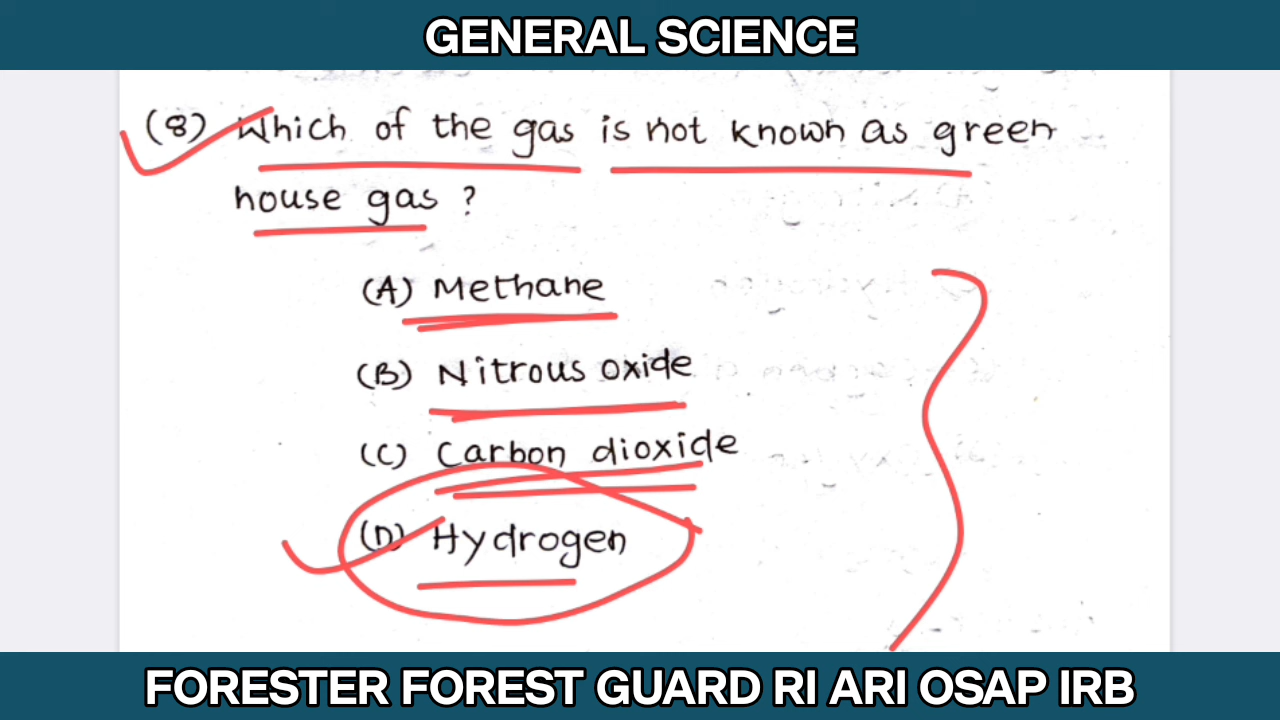 GENERAL SCIENCE
(8) Which of the gas is not known as green
house gas ?
(A) Methane
(B) Nitrous oxide
(C) Carbon dioxide
(D) Hydrogen
FORESTER FOREST GUARD RI ARI OSAP IRB